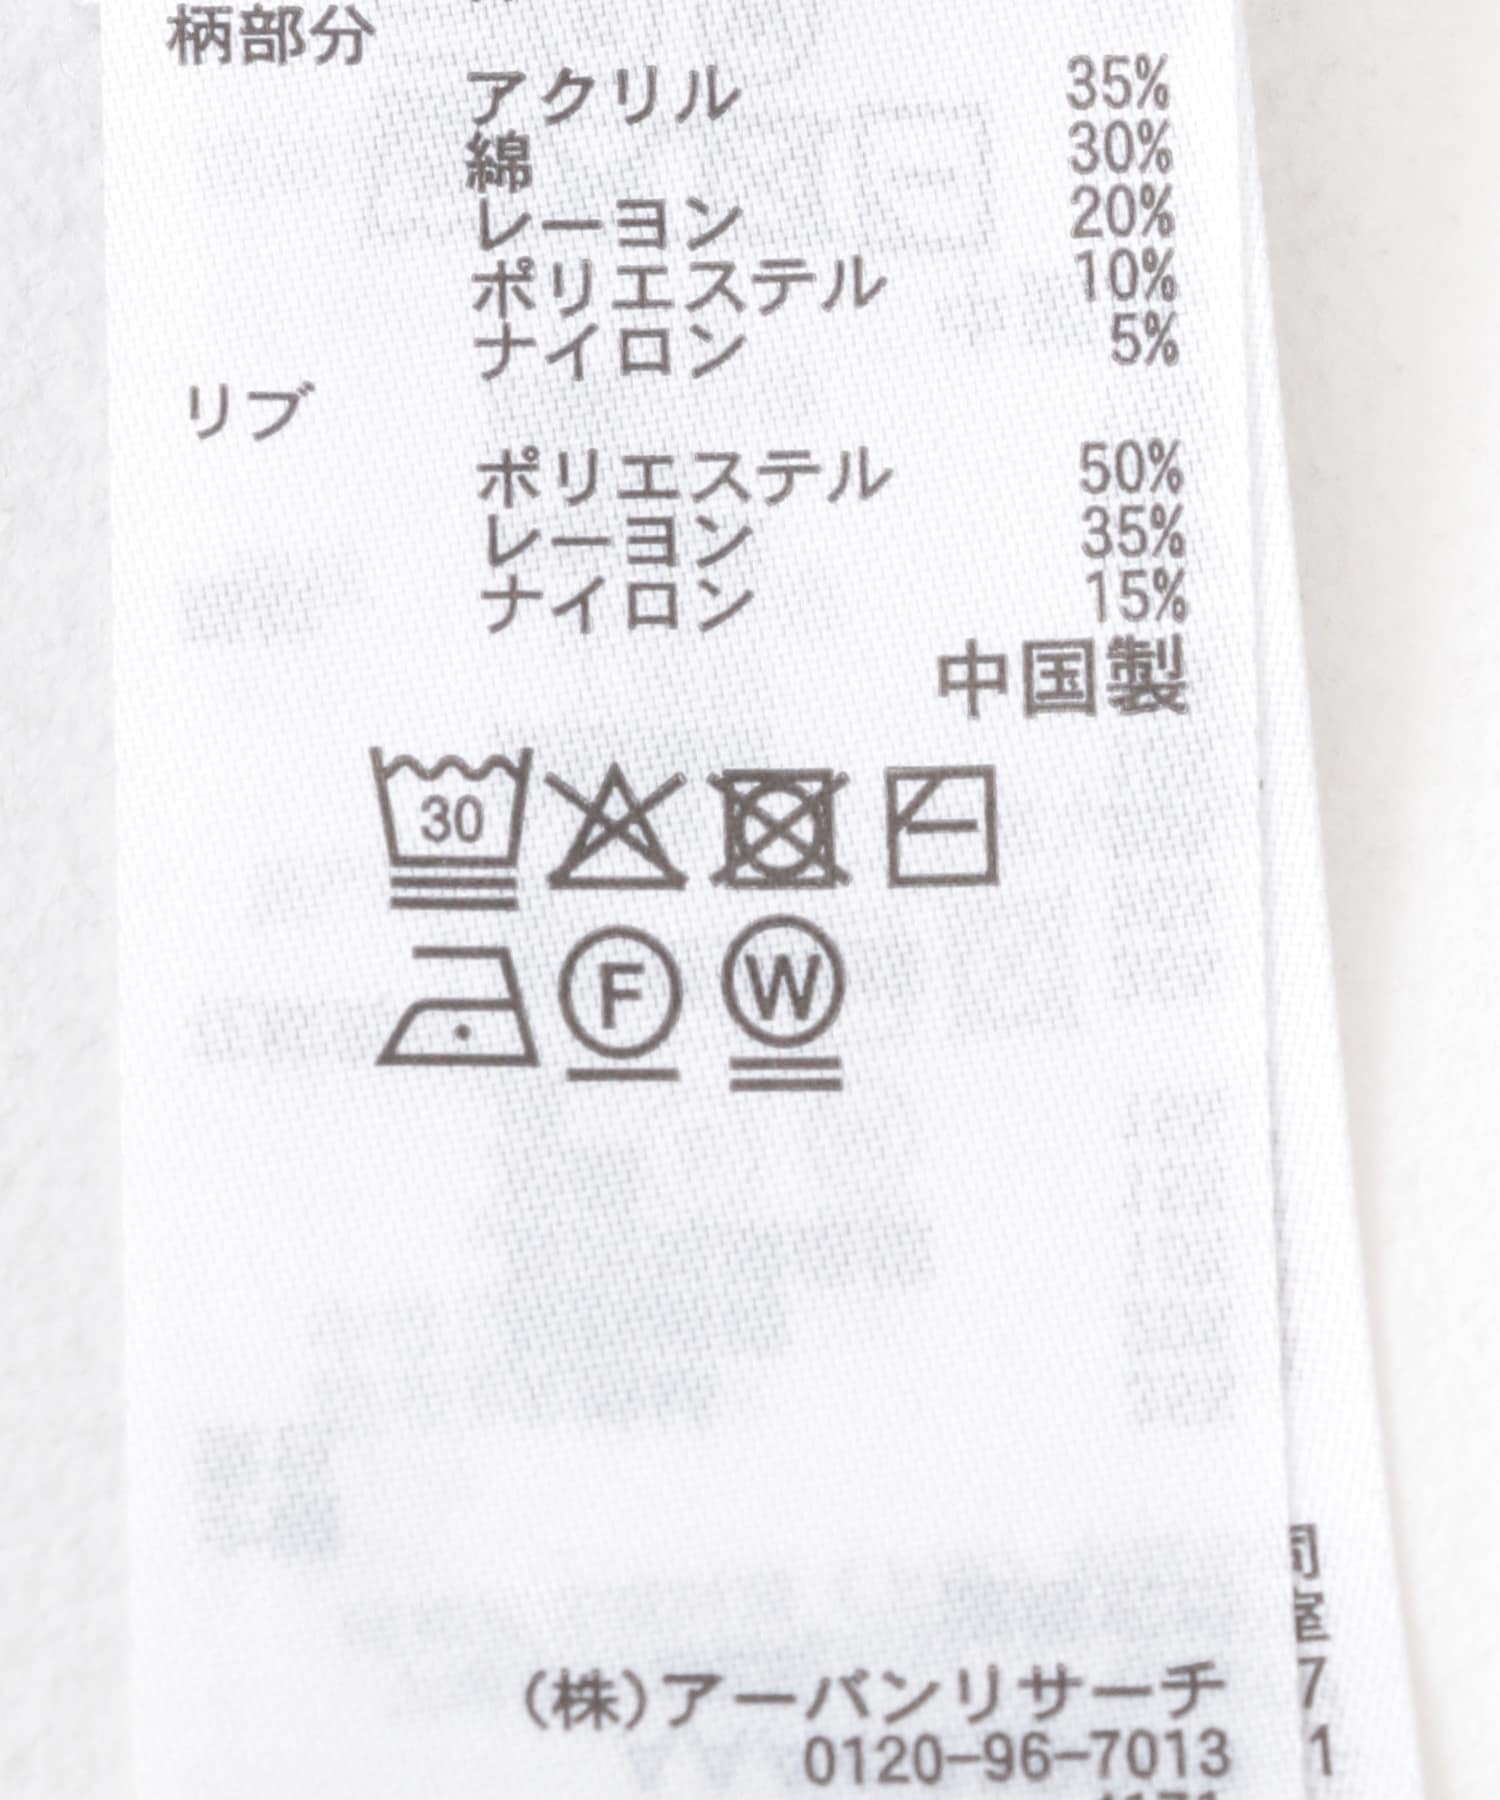 柄部分
アクリル 35%
綿 30%
レーヨン 20%
ポリエステル 10%
ナイロン 5%
リブ
ポリエステル 50%
レーヨン 35%
ナイロン 15%
中国製
30
F W
(株)アーバンリサーチ
0120-96-7013
7
1